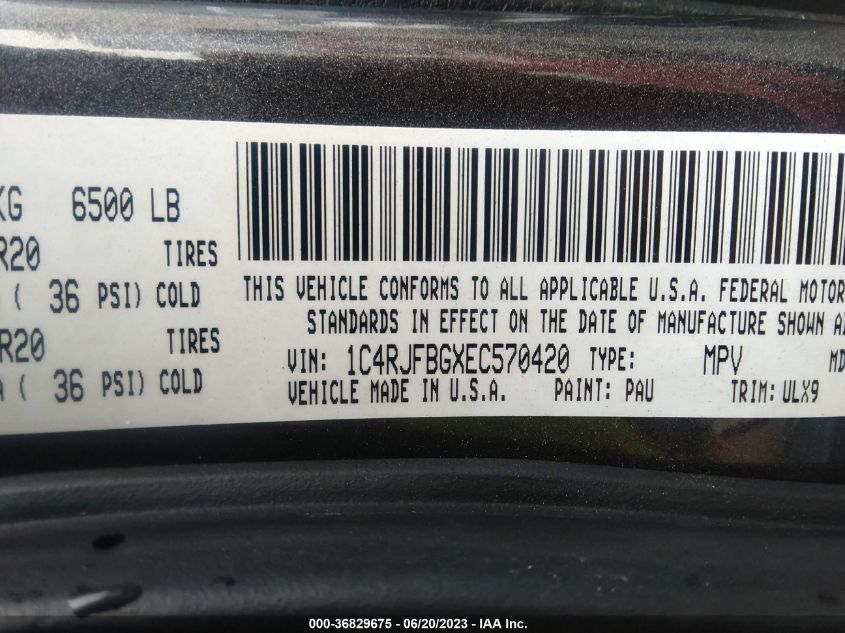 KG 6500 LB
R20 TIRES
( 36 PSI) COLD
R20 TIRES
A ( 36 PSI) COLD
THIS VEHICLE CONFORMS TO ALL APPLICABLE U.S.A. FEDERAL MOTOR
STANDARDS IN EFFECT ON THE DATE OF MANUFACTURE SHOWN
VIN: 1C4RJFBGXEC570420 TYPE: MPV MD
VEHICLE MADE IN U.S.A. PAINT: PAU TRIM: ULX9
000-36829675 - 06/20/2023 - IAA Inc.